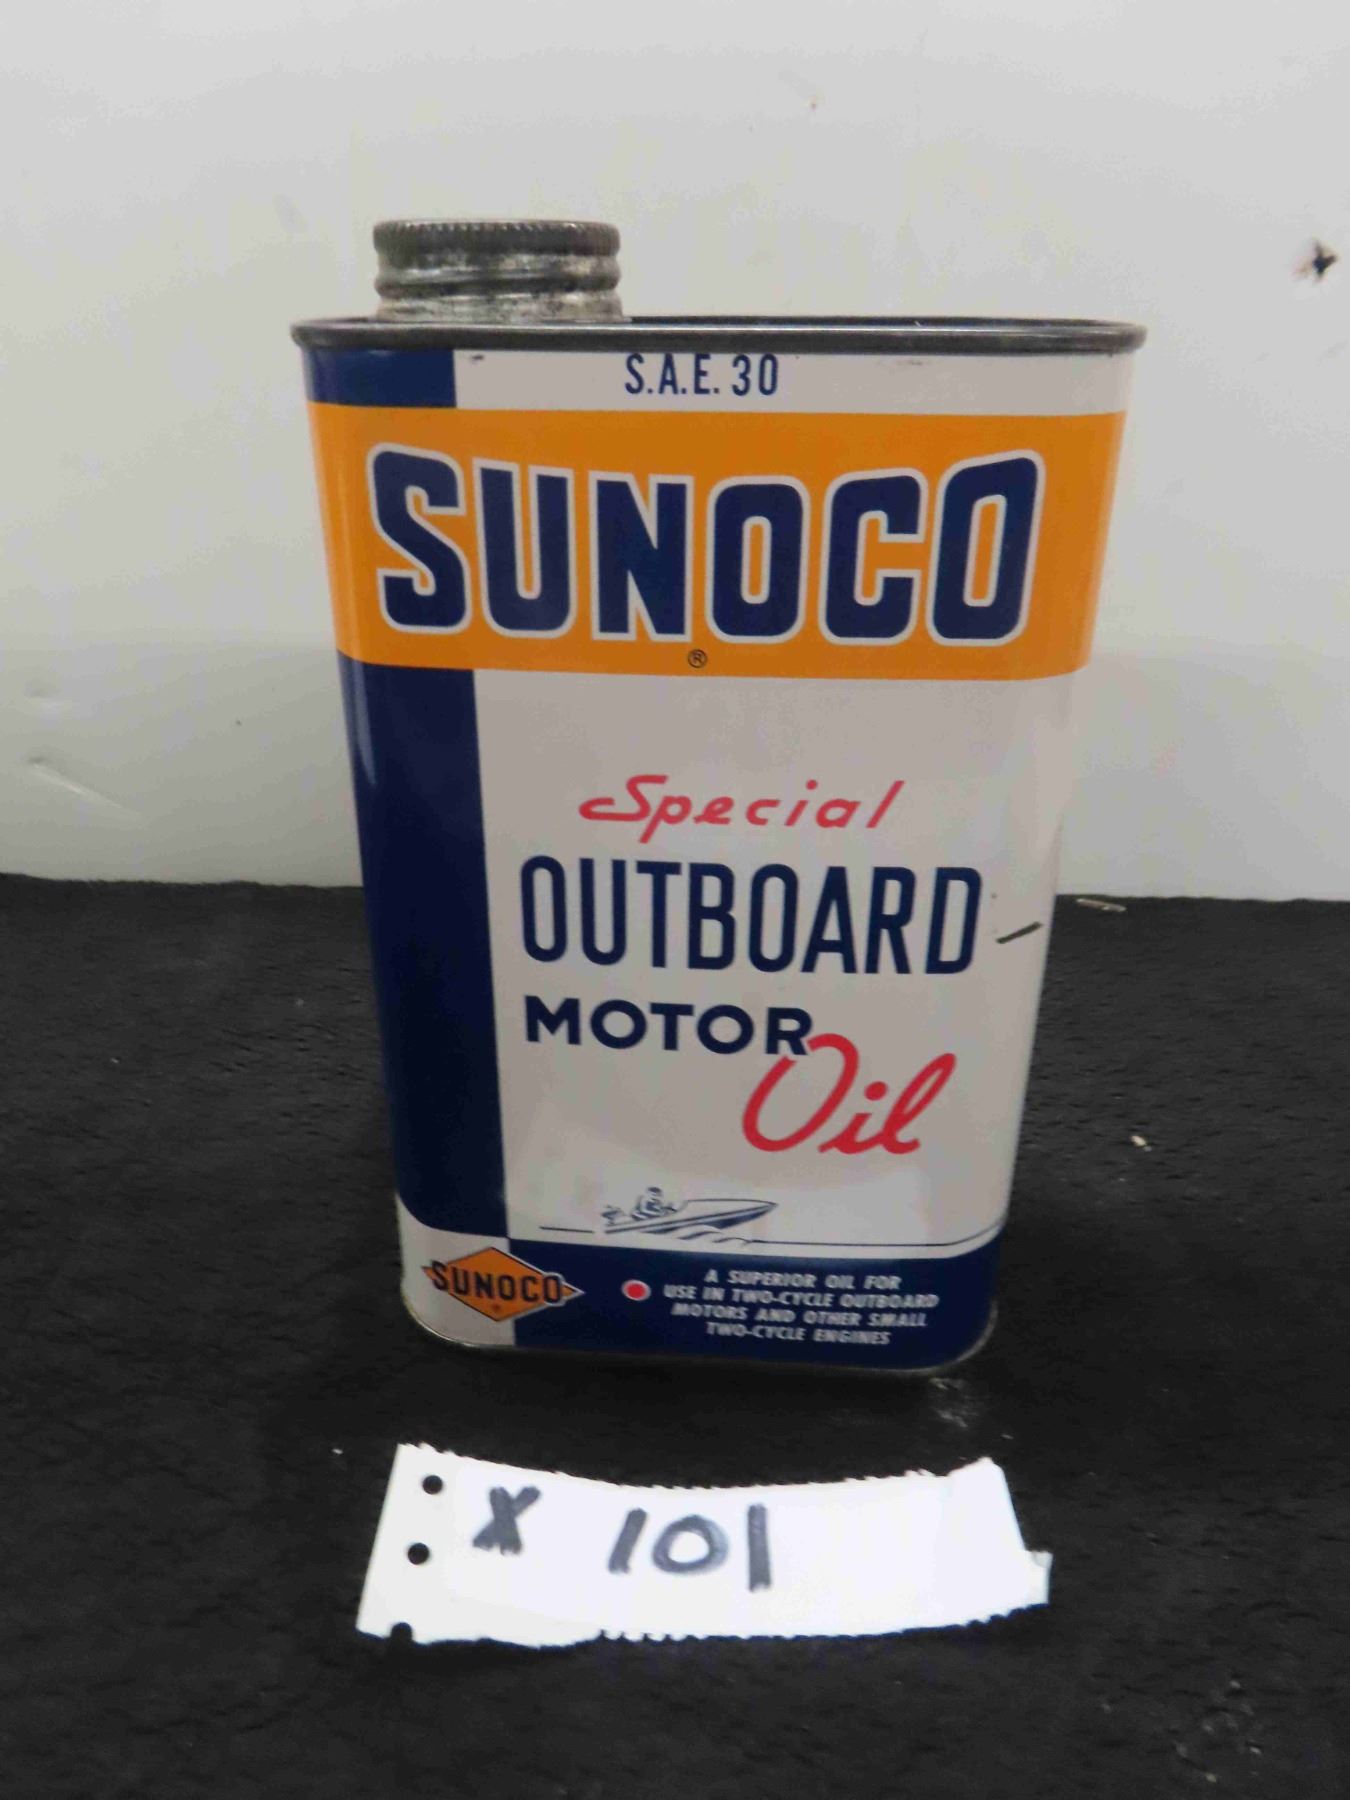 S.A.E. 30
SUNOCO
®
Special
OUTBOARD
MOTOR
Oil
SUNOCO
®
A SUPERIOR OIL FOR
USE IN TWO-CYCLE OUTBOARD
MOTORS AND OTHER SMALL
TWO-CYCLE ENGINES
X 101